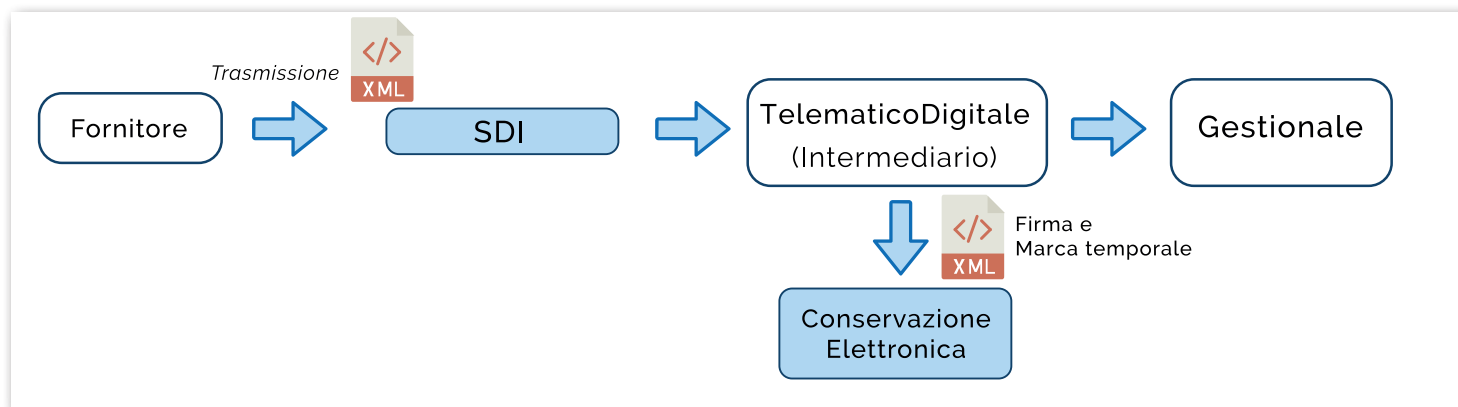 Trasmissione
XML
Fornitore
SDI
TelematicoDigitale
(Intermediario)
Gestionale
XML
Firma e
Marca temporale
Conservazione
Elettronica